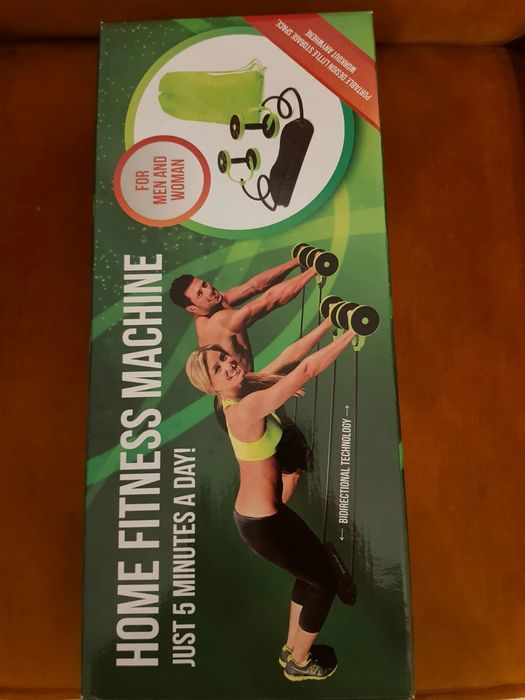 PORTABLE DESIGN LITTLE STORAGE SPACE.
WORKOUT ANYWHERE
FOR
MEN AND
WOMAN
HOME FITNESS MACHINE
JUST 5 MINUTES A DAY!
← BIDIRECTIONAL TECHNOLOGY →